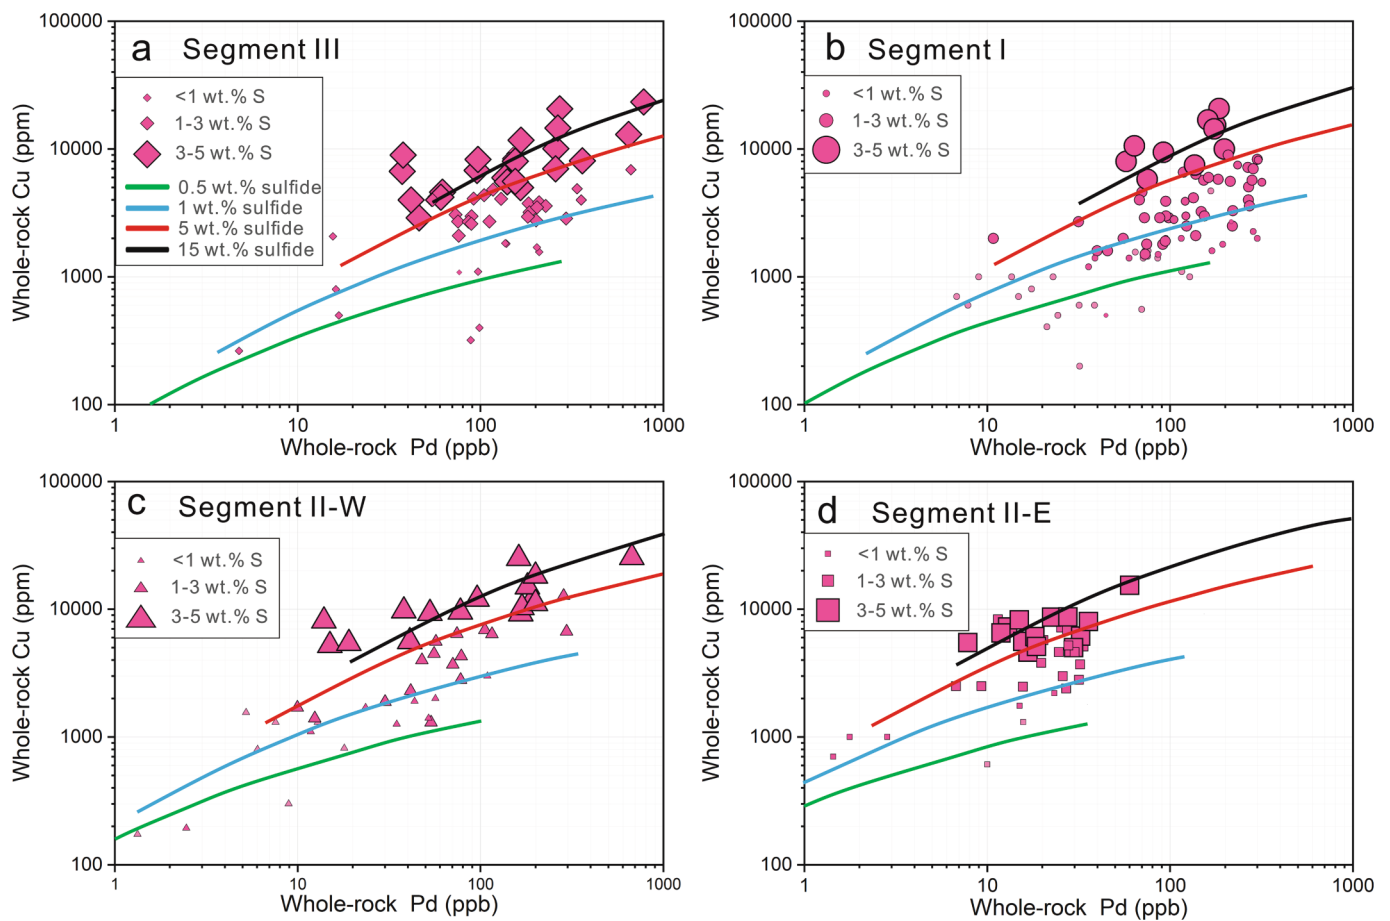 a Segment III
<1 wt.% S
1-3 wt.% S
3-5 wt.% S
0.5 wt.% sulfide
1 wt.% sulfide
5 wt.% sulfide
15 wt.% sulfide
100000
10000
1000
100
Whole-rock Cu (ppm)
1 10 100 1000
Whole-rock Pd (ppb)
b Segment I
<1 wt.% S
1-3 wt.% S
3-5 wt.% S
100000
10000
1000
100
Whole-rock Cu (ppm)
1 10 100 1000
Whole-rock Pd (ppb)
c Segment II-W
<1 wt.% S
1-3 wt.% S
3-5 wt.% S
100000
10000
1000
100
Whole-rock Cu (ppm)
1 10 100 1000
Whole-rock Pd (ppb)
d Segment II-E
<1 wt.% S
1-3 wt.% S
3-5 wt.% S
100000
10000
1000
100
Whole-rock Cu (ppm)
1 10 100 1000
Whole-rock Pd (ppb)